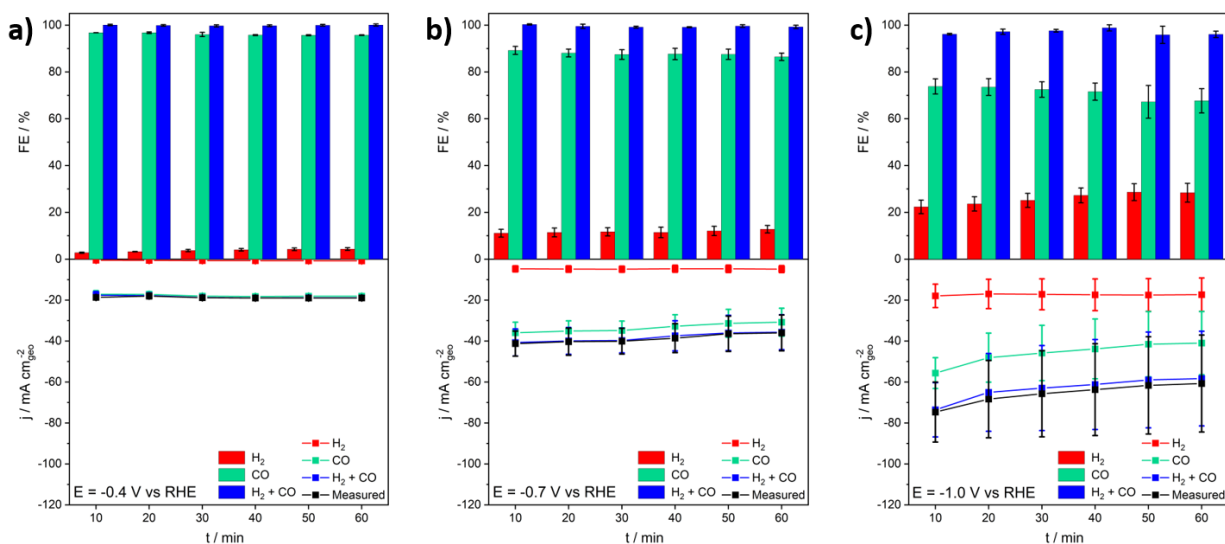 a)
FE / %
100
80
60
40
20
0
j / mA cm⁻²geo
-20
-40
-60
-80
-100
-120
H₂
CO
H₂ + CO
H₂
CO
H₂ + CO
Measured
E = -0.4 V vs RHE
10 20 30 40 50 60
t / min
b)
FE / %
100
80
60
40
20
0
j / mA cm⁻²geo
-20
-40
-60
-80
-100
-120
H₂
CO
H₂ + CO
H₂
CO
H₂ + CO
Measured
E = -0.7 V vs RHE
10 20 30 40 50 60
t / min
c)
FE / %
100
80
60
40
20
0
j / mA cm⁻²geo
-20
-40
-60
-80
-100
-120
H₂
CO
H₂ + CO
H₂
CO
H₂ + CO
Measured
E = -1.0 V vs RHE
10 20 30 40 50 60
t / min